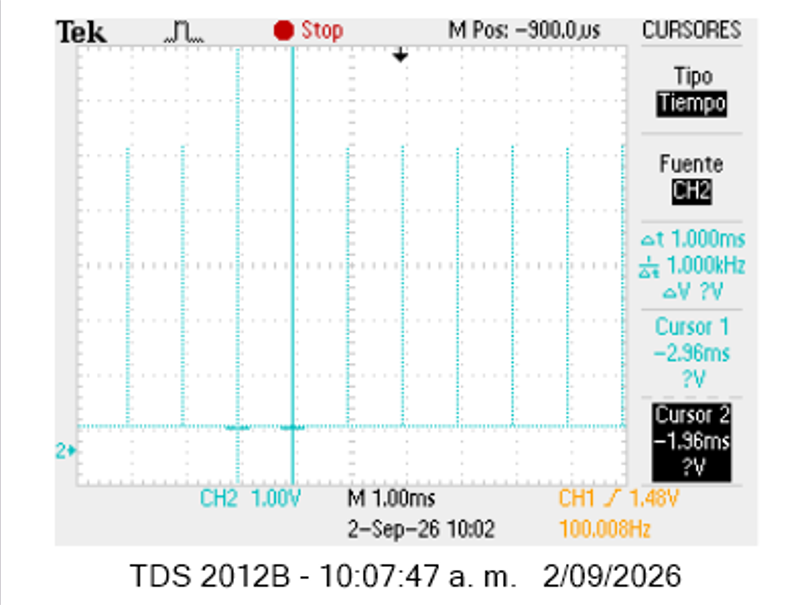 Tek Stop M Pos: -900.0µs CURSORES
Tipo
Tiempo
Fuente
CH2
Δt 1.000ms
1/Δt 1.000kHz
ΔV ?V
Cursor 1
-2.96ms
?V
Cursor 2
-1.96ms
?V
2
CH2 1.00V M 1.00ms CH1 1.48V
2-Sep-26 10:02 100.008Hz
TDS 2012B - 10:07:47 a. m. 2/09/2026